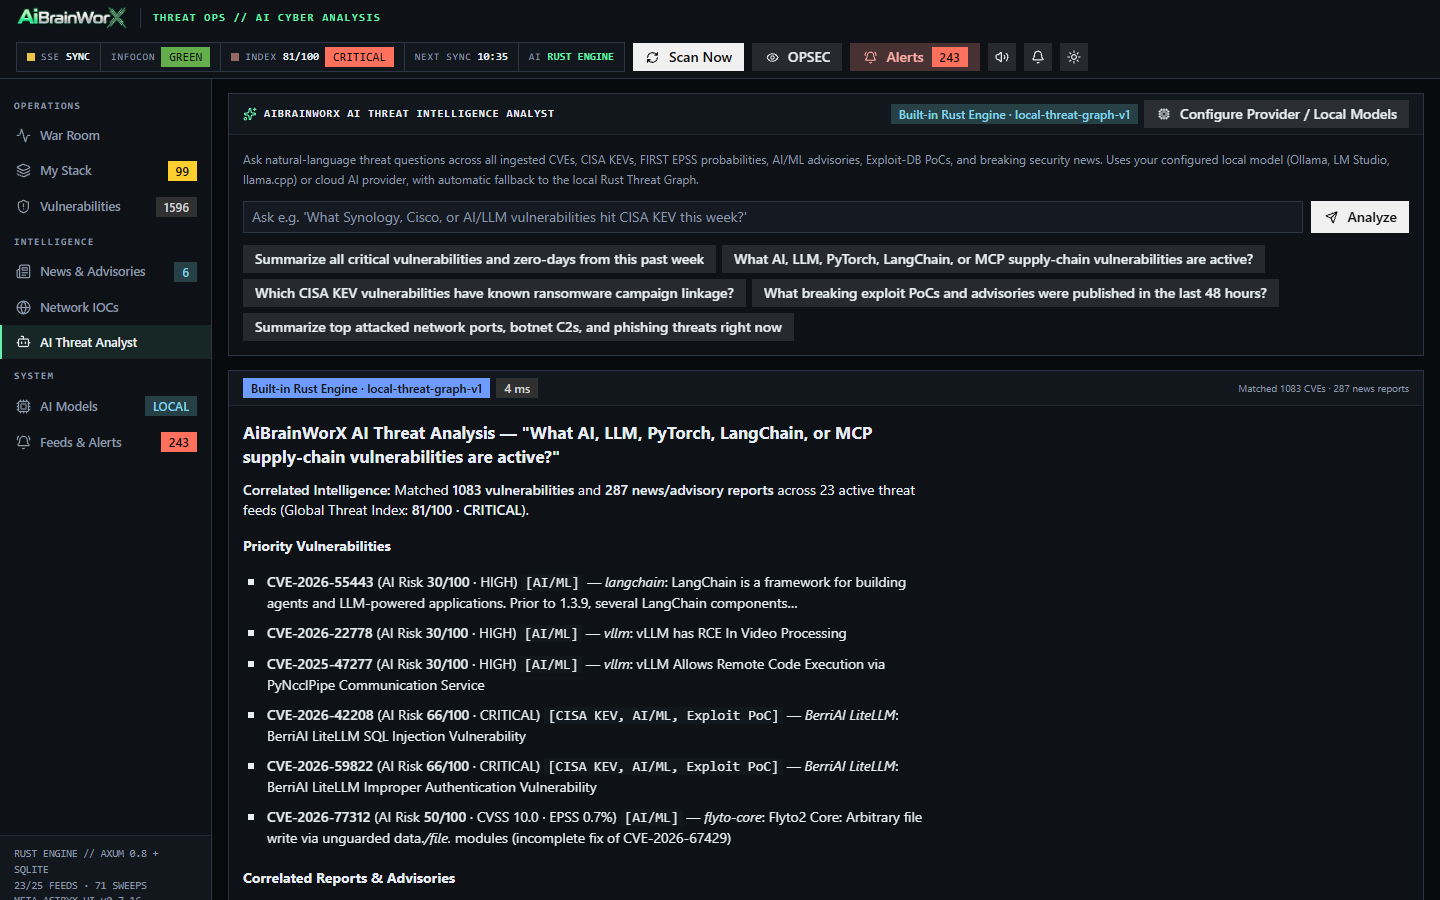 AiBrainWorX
THREAT OPS // AI CYBER ANALYSIS
SSE SYNC
INFOCON GREEN
INDEX 81/100 CRITICAL
NEXT SYNC 10:35
AI RUST ENGINE
Scan Now
OPSEC
Alerts 243
OPERATIONS
War Room
My Stack 99
Vulnerabilities 1596
INTELLIGENCE
News & Advisories 6
Network IOCs
AI Threat Analyst
SYSTEM
AI Models LOCAL
Feeds & Alerts 243
RUST ENGINE // AXUM 0.8 +
SQLITE
23/25 FEEDS · 71 SWEEPS
AIBRAINWORX AI THREAT INTELLIGENCE ANALYST
Built-in Rust Engine · local-threat-graph-v1
Configure Provider / Local Models
Ask natural-language threat questions across all ingested CVEs, CISA KEVs, FIRST EPSS probabilities, AI/ML advisories, Exploit-DB PoCs, and breaking security news. Uses your configured local model (Ollama, LM Studio,
llama.cpp) or cloud AI provider, with automatic fallback to the local Rust Threat Graph.
Ask e.g. 'What Synology, Cisco, or AI/LLM vulnerabilities hit CISA KEV this week?'
Analyze
Summarize all critical vulnerabilities and zero-days from this past week
What AI, LLM, PyTorch, LangChain, or MCP supply-chain vulnerabilities are active?
Which CISA KEV vulnerabilities have known ransomware campaign linkage?
What breaking exploit PoCs and advisories were published in the last 48 hours?
Summarize top attacked network ports, botnet C2s, and phishing threats right now
Built-in Rust Engine · local-threat-graph-v1
4 ms
Matched 1083 CVEs · 287 news reports
AiBrainWorX AI Threat Analysis — "What AI, LLM, PyTorch, LangChain, or MCP
supply-chain vulnerabilities are active?"
Correlated Intelligence: Matched 1083 vulnerabilities and 287 news/advisory reports across 23 active threat
feeds (Global Threat Index: 81/100 · CRITICAL).
Priority Vulnerabilities
CVE-2026-55443 (AI Risk 30/100 · HIGH) [AI/ML] — langchain: LangChain is a framework for building
agents and LLM-powered applications. Prior to 1.3.9, several LangChain components...
CVE-2026-22778 (AI Risk 30/100 · HIGH) [AI/ML] — vllm: vLLM has RCE In Video Processing
CVE-2025-47277 (AI Risk 30/100 · HIGH) [AI/ML] — vllm: vLLM Allows Remote Code Execution via
PyNcclPipe Communication Service
CVE-2026-42208 (AI Risk 66/100 · CRITICAL) [CISA KEV, AI/ML, Exploit PoC] — BerriAI LiteLLM:
BerriAI LiteLLM SQL Injection Vulnerability
CVE-2026-59822 (AI Risk 66/100 · CRITICAL) [CISA KEV, AI/ML, Exploit PoC] — BerriAI LiteLLM:
BerriAI LiteLLM Improper Authentication Vulnerability
CVE-2026-77312 (AI Risk 50/100 · CVSS 10.0 · EPSS 0.7%) [AI/ML] — flyto-core: Flyto2 Core: Arbitrary file
write via unguarded data./file. modules (incomplete fix of CVE-2026-67429)
Correlated Reports & Advisories